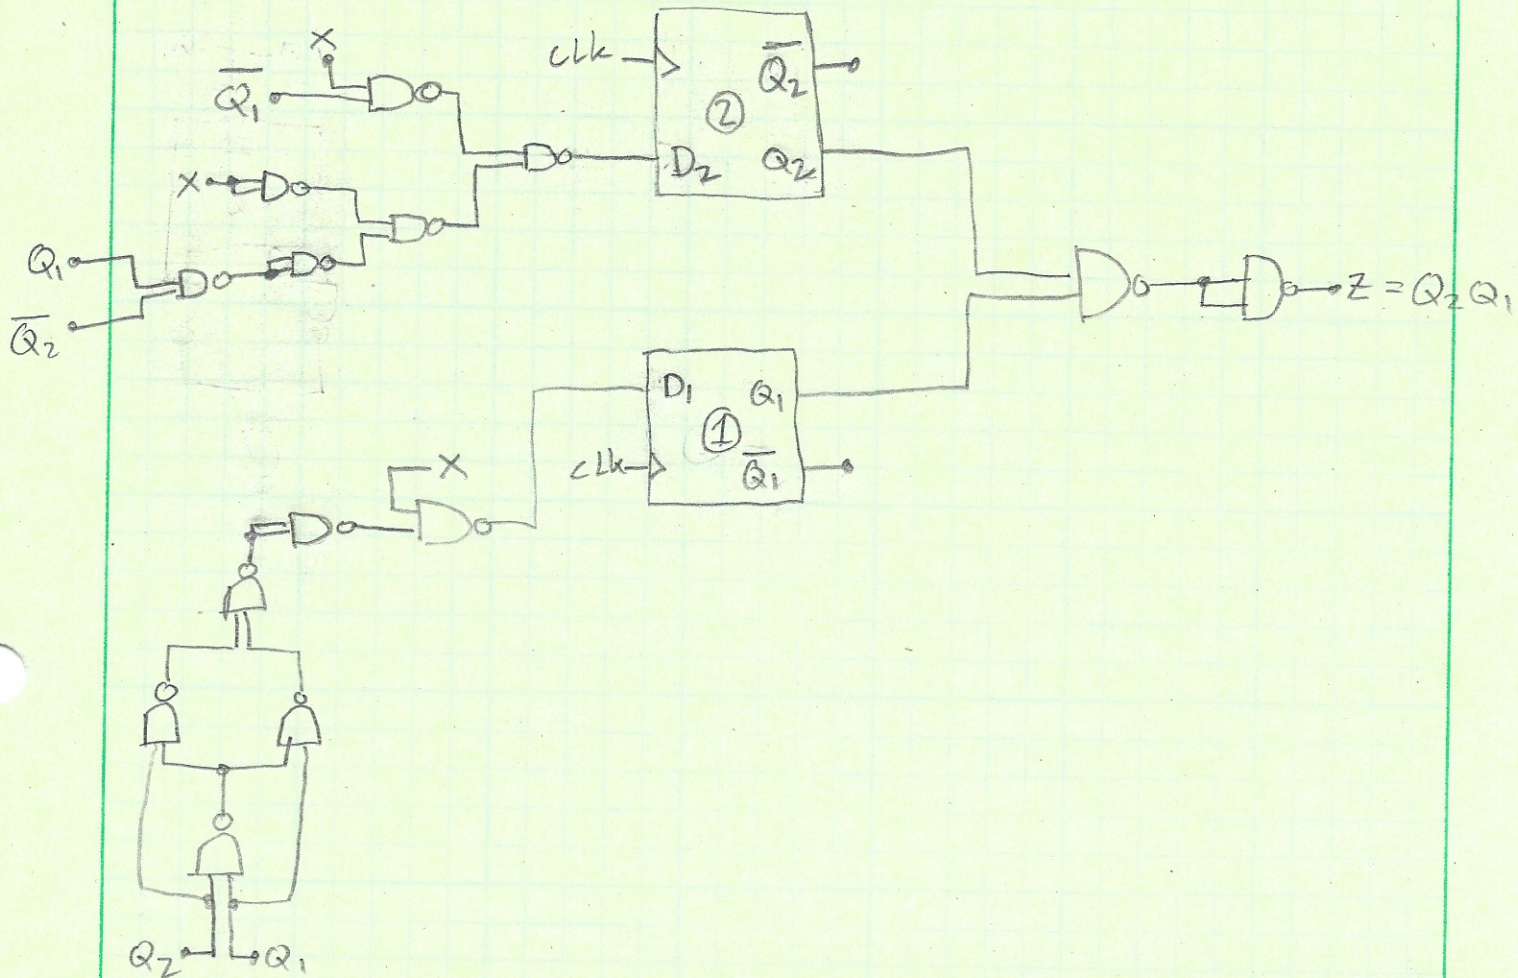 X
CLK
Q̅₂
Q̅₁
②
D₂
Q₂
X
Q₁
Z = Q₂Q₁
Q̅₂
D₁
Q₁
①
CLK
Q̅₁
X
Q₂
Q₁